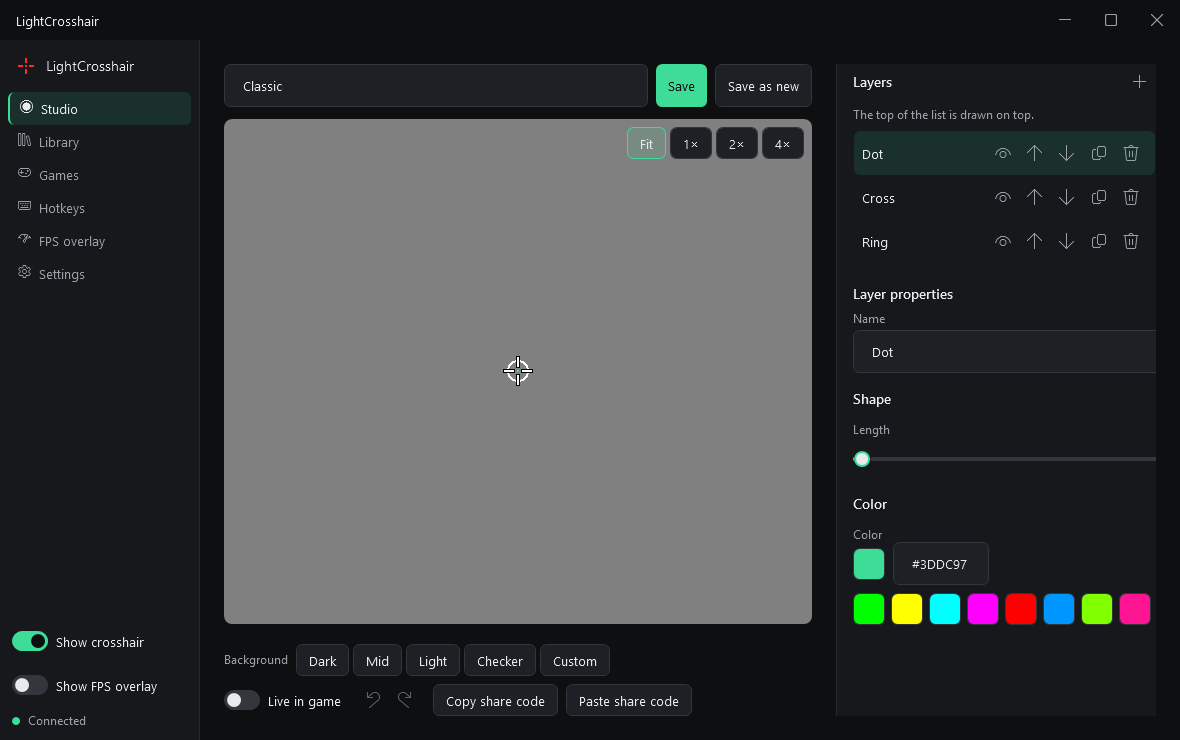 LightCrosshair
LightCrosshair
Studio
Library
Games
Hotkeys
FPS overlay
Settings
Show crosshair
Show FPS overlay
Connected
Classic
Save
Save as new
Fit
1×
2×
4×
Background
Dark
Mid
Light
Checker
Custom
Live in game
Copy share code
Paste share code
Layers
The top of the list is drawn on top.
Dot
Cross
Ring
Layer properties
Name
Dot
Shape
Length
Color
Color
#3DDC97